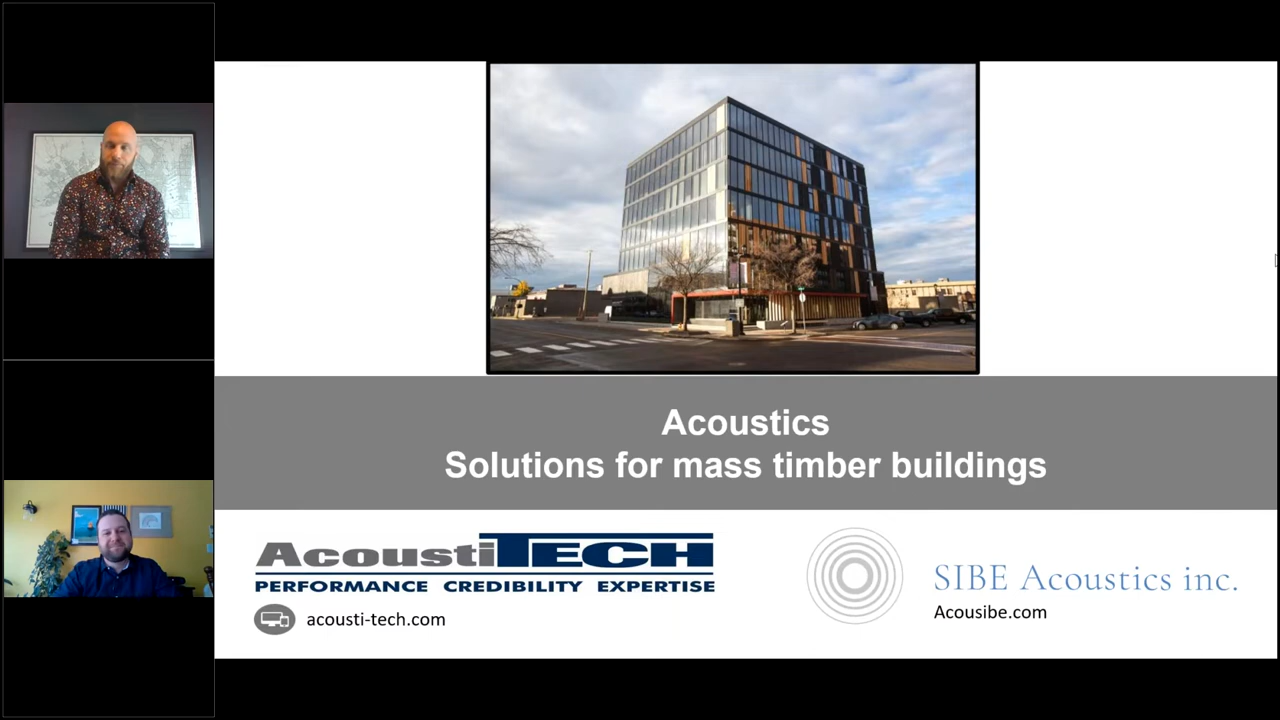 Acoustics
Solutions for mass timber buildings
AcoustiTECH
PERFORMANCE CREDIBILITY EXPERTISE
acousti-tech.com
SIBE Acoustics inc.
Acousibe.com